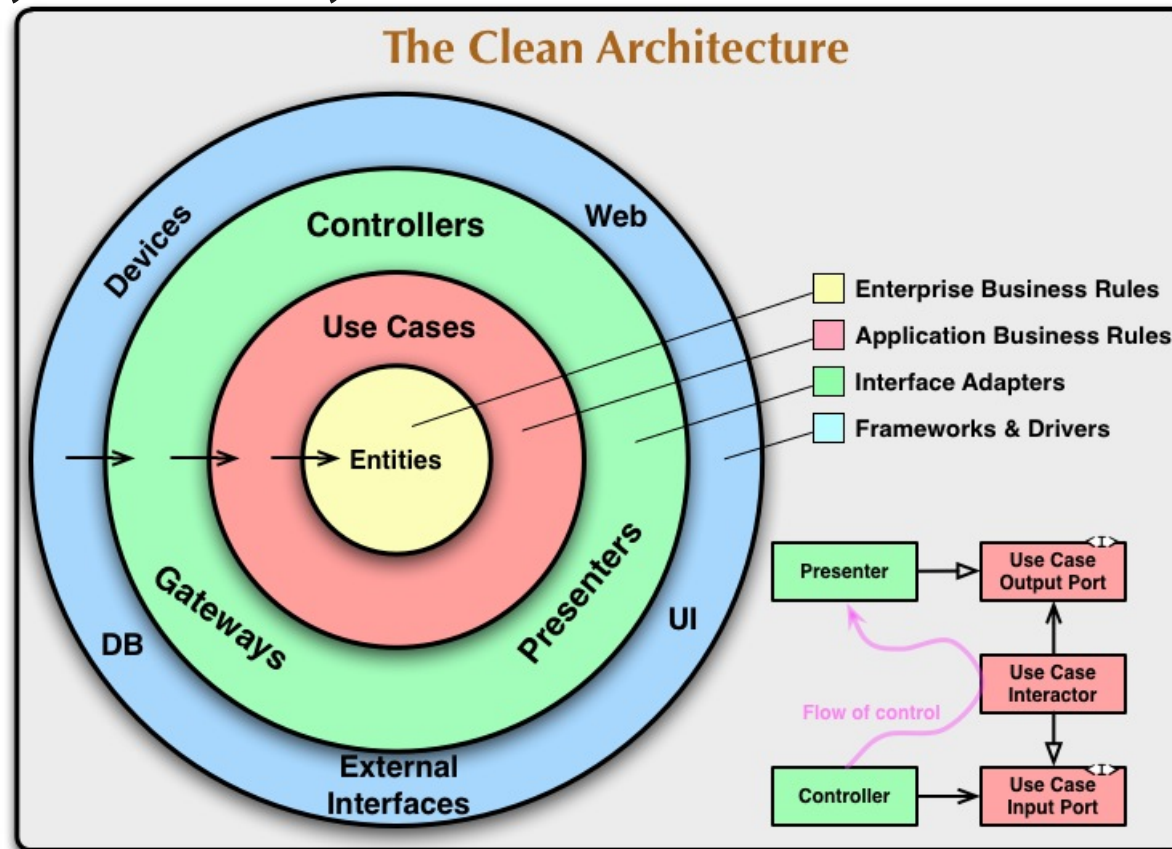 The Clean Architecture
Devices
Controllers
Web
Use Cases
Entities
Gateways
Presenters
DB
UI
External
Interfaces
Enterprise Business Rules
Application Business Rules
Interface Adapters
Frameworks & Drivers
Presenter
<I>
Use Case
Output Port
Use Case
Interactor
Flow of control
Controller
<I>
Use Case
Input Port